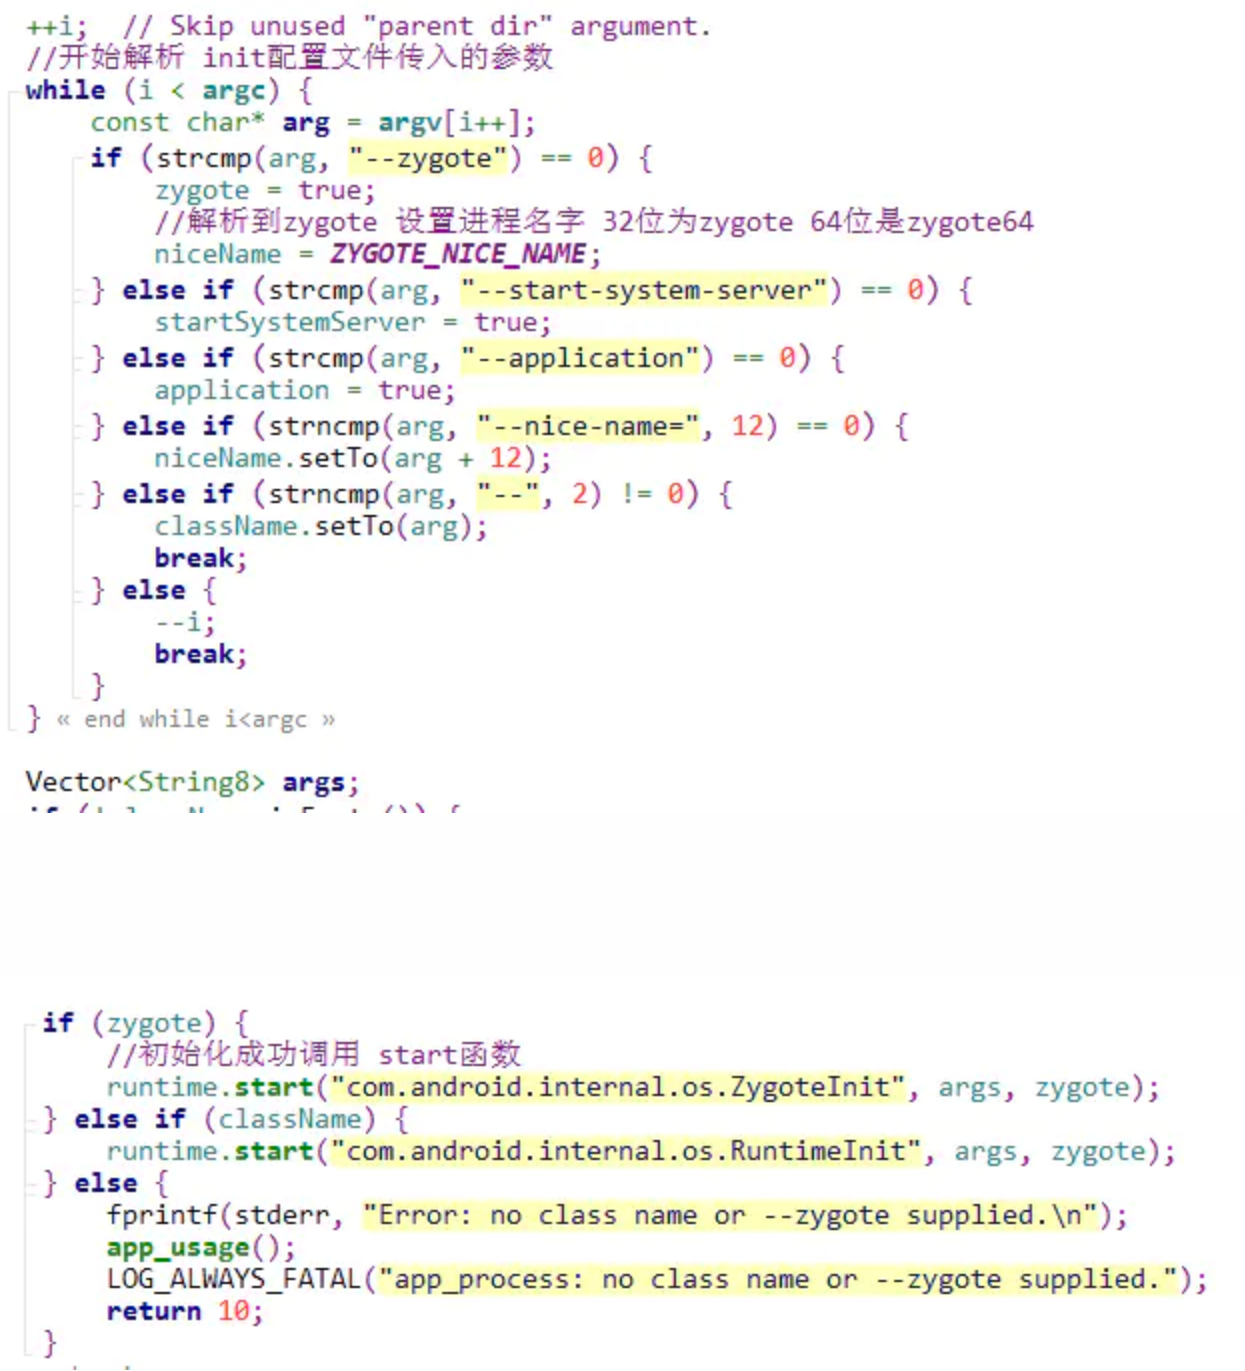 ++i;  // Skip unused "parent dir" argument.
//开始解析 init配置文件传入的参数
while (i < argc) {
    const char* arg = argv[i++];
    if (strcmp(arg, "--zygote") == 0) {
        zygote = true;
        //解析到zygote 设置进程名字 32位为zygote 64位是zygote64
        niceName = ZYGOTE_NICE_NAME;
    } else if (strcmp(arg, "--start-system-server") == 0) {
        startSystemServer = true;
    } else if (strcmp(arg, "--application") == 0) {
        application = true;
    } else if (strncmp(arg, "--nice-name=", 12) == 0) {
        niceName.setTo(arg + 12);
    } else if (strncmp(arg, "--", 2) != 0) {
        className.setTo(arg);
        break;
    } else {
        --i;
        break;
    }
} « end while i<argc »
Vector<String8> args;
if (zygote) {
    //初始化成功调用 start函数
    runtime.start("com.android.internal.os.ZygoteInit", args, zygote);
} else if (className) {
    runtime.start("com.android.internal.os.RuntimeInit", args, zygote);
} else {
    fprintf(stderr, "Error: no class name or --zygote supplied.\n");
    app_usage();
    LOG_ALWAYS_FATAL("app_process: no class name or --zygote supplied.");
    return 10;
}